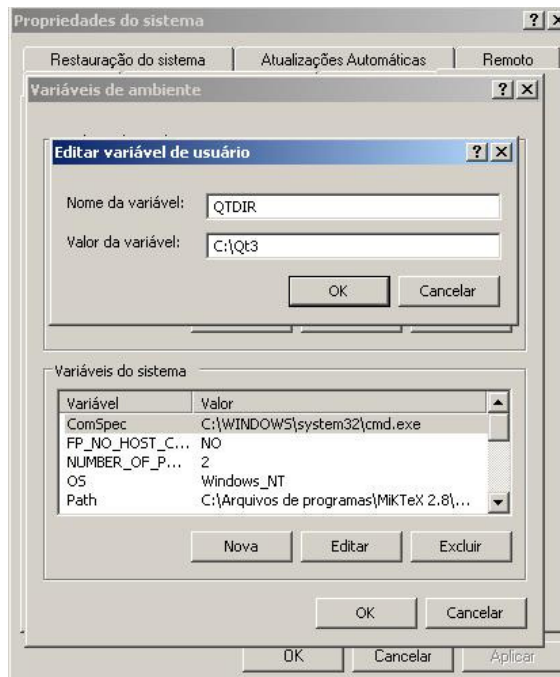 Propriedades do sistema
Restauração do sistema Atualizações Automáticas Remoto
Variáveis de ambiente
Editar variável de usuário
Nome da variável: QTDIR
Valor da variável: C:\Qt3
OK Cancelar
Variáveis do sistema
Variável Valor
ComSpec C:\WINDOWS\system32\cmd.exe
FP_NO_HOST_C... NO
NUMBER_OF_P... 2
OS Windows_NT
Path C:\Arquivos de programas\MiKTeX 2.8\...
Nova Editar Excluir
OK Cancelar
OK Cancelar Aplicar